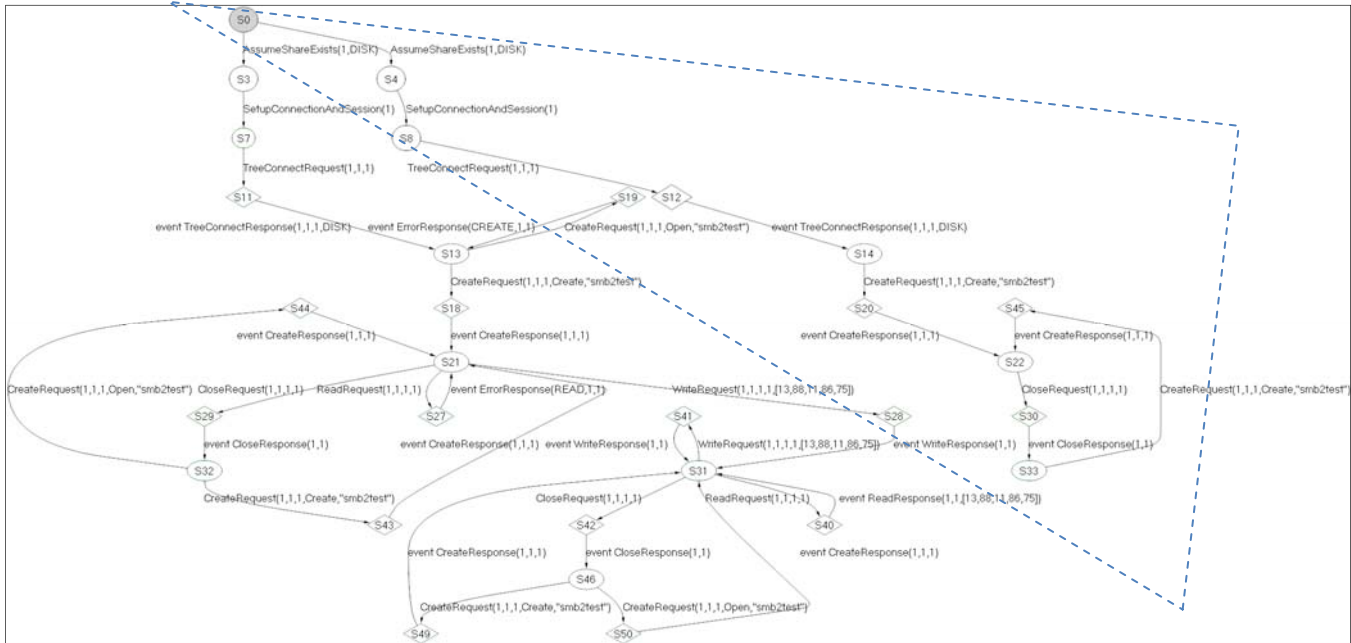 S0
AssumeShareExists(1,DISK) AssumeShareExists(1,DISK)
S3 S4
SetupConnectionAndSession(1) SetupConnectionAndSession(1)
S7 S8
TreeConnectRequest(1,1,1) TreeConnectRequest(1,1,1)
S11 S19 S12
event TreeConnectResponse(1,1,1,DISK) event ErrorResponse(CREATE,1,1) CreateRequest(1,1,1,Open,"smb2test") event TreeConnectResponse(1,1,1,DISK)
S13 S14
CreateRequest(1,1,1,Create,"smb2test") CreateRequest(1,1,1,Create,"smb2test")
S44 S18 S20 S45
event CreateResponse(1,1,1) event CreateResponse(1,1,1) event CreateResponse(1,1,1) event CreateResponse(1,1,1)
S21 S22
CreateRequest(1,1,1,Open,"smb2test") CloseRequest(1,1,1,1) ReadRequest(1,1,1,1) event ErrorResponse(READ,1,1) WriteRequest(1,1,1,1,[13,88,11,86,75]) CloseRequest(1,1,1,1) CreateRequest(1,1,1,Create,"smb2test")
S29 S27 S41 S28 S30
event CloseResponse(1,1) event CreateResponse(1,1,1) event WriteResponse(1,1) WriteRequest(1,1,1,1,[13,88,11,86,75]) event WriteResponse(1,1) event CloseResponse(1,1)
S32 S31 S33
CreateRequest(1,1,1,Create,"smb2test") CloseRequest(1,1,1,1) ReadRequest(1,1,1,1) event ReadResponse(1,1,[13,88,11,86,75])
S43 S42 S40
event CreateResponse(1,1,1) event CloseResponse(1,1) event CreateResponse(1,1,1)
S46
CreateRequest(1,1,1,Create,"smb2test") CreateRequest(1,1,1,Open,"smb2test")
S49 S50